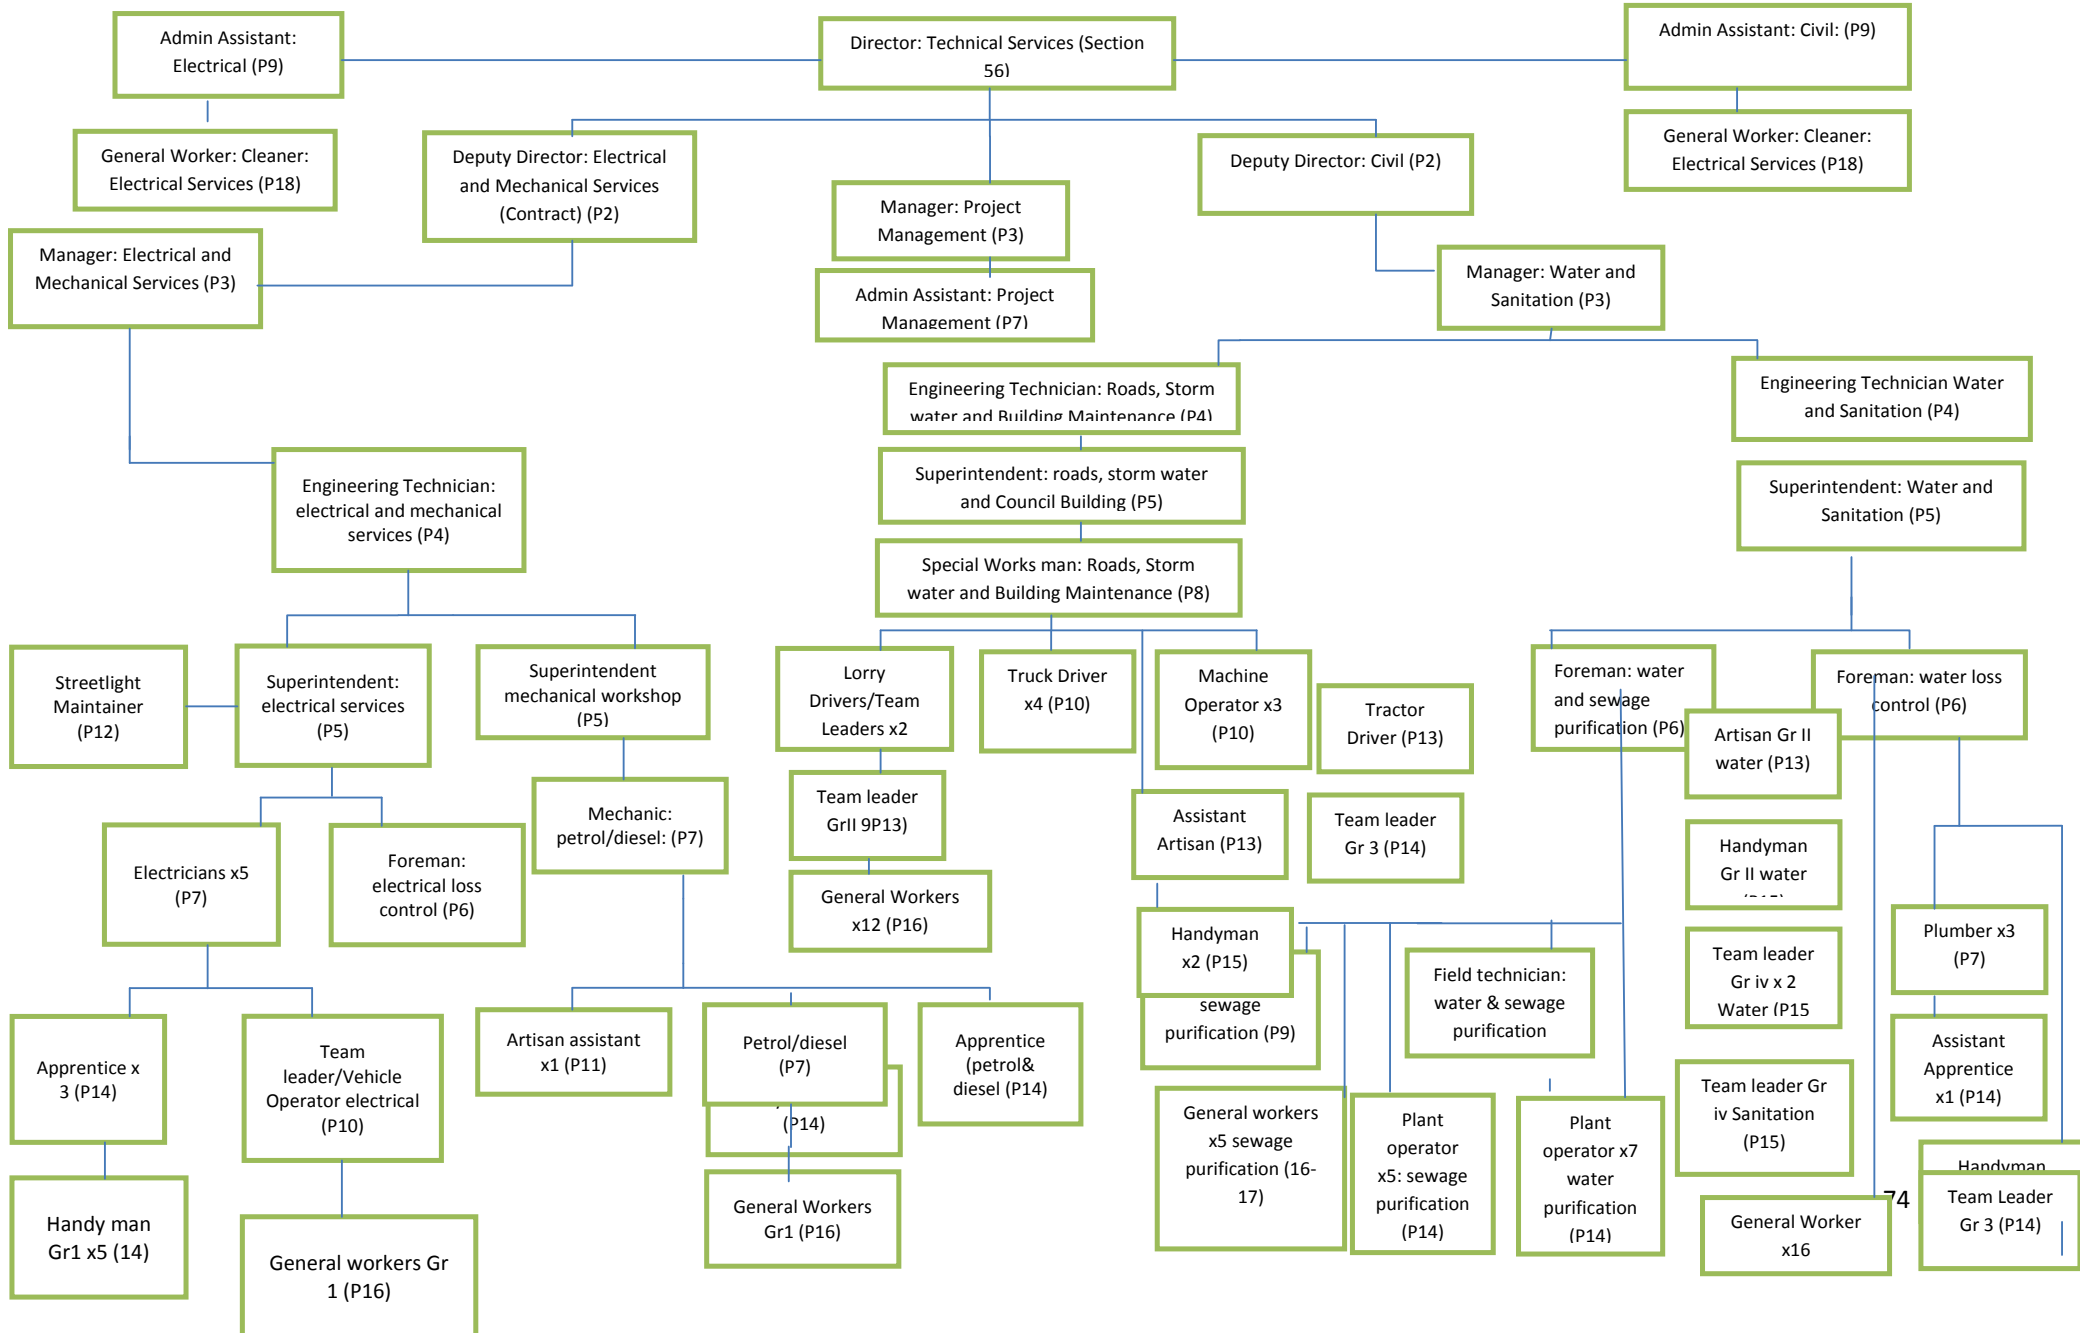 Admin Assistant:
Electrical (P9)
Director: Technical Services (Section
56)
Admin Assistant: Civil: (P9)
General Worker: Cleaner:
Electrical Services (P18)
Deputy Director: Electrical
and Mechanical Services
(Contract) (P2)
Manager: Project
Management (P3)
Deputy Director: Civil (P2)
General Worker: Cleaner:
Electrical Services (P18)
Manager: Electrical and
Mechanical Services (P3)
Admin Assistant: Project
Management (P7)
Manager: Water and
Sanitation (P3)
Engineering Technician: Roads, Storm
water and Building Maintenance (P4)
Engineering Technician Water
and Sanitation (P4)
Engineering Technician:
electrical and mechanical
services (P4)
Superintendent: roads, storm water
and Council Building (P5)
Superintendent: Water and
Sanitation (P5)
Special Works man: Roads, Storm
water and Building Maintenance (P8)
Streetlight
Maintainer
(P12)
Superintendent:
electrical services
(P5)
Superintendent
mechanical workshop
(P5)
Lorry
Drivers/Team
Leaders x2
Truck Driver
x4 (P10)
Machine
Operator x3
(P10)
Tractor
Driver (P13)
Foreman: water
and sewage
purification (P6)
Artisan Gr II
water (P13)
Foreman: water loss
control (P6)
Electricians x5
(P7)
Foreman:
electrical loss
control (P6)
Mechanic:
petrol/diesel: (P7)
Team leader
GrII 9P13)
Assistant
Artisan (P13)
Team leader
Gr 3 (P14)
Handyman
Gr II water
(P15)
General Workers
x12 (P16)
Handyman
x2 (P15)
sewage
purification (P9)
Field technician:
water & sewage
purification
Team leader
Gr iv x 2
Water (P15
Plumber x3
(P7)
Apprentice x
3 (P14)
Team
leader/Vehicle
Operator electrical
(P10)
Artisan assistant
x1 (P11)
Petrol/diesel
(P7)
(P14)
Apprentice
(petrol&
diesel (P14)
General workers
x5 sewage
purification (16-
17)
Plant
operator
x5: sewage
purification
(P14)
Plant
operator x7
water
purification
(P14)
Team leader Gr
iv Sanitation
(P15)
Assistant
Apprentice
x1 (P14)
Handy man
Gr1 x5 (14)
General workers Gr
1 (P16)
General Workers
Gr1 (P16)
General Worker
x16
Handyman
Team Leader
Gr 3 (P14)
74